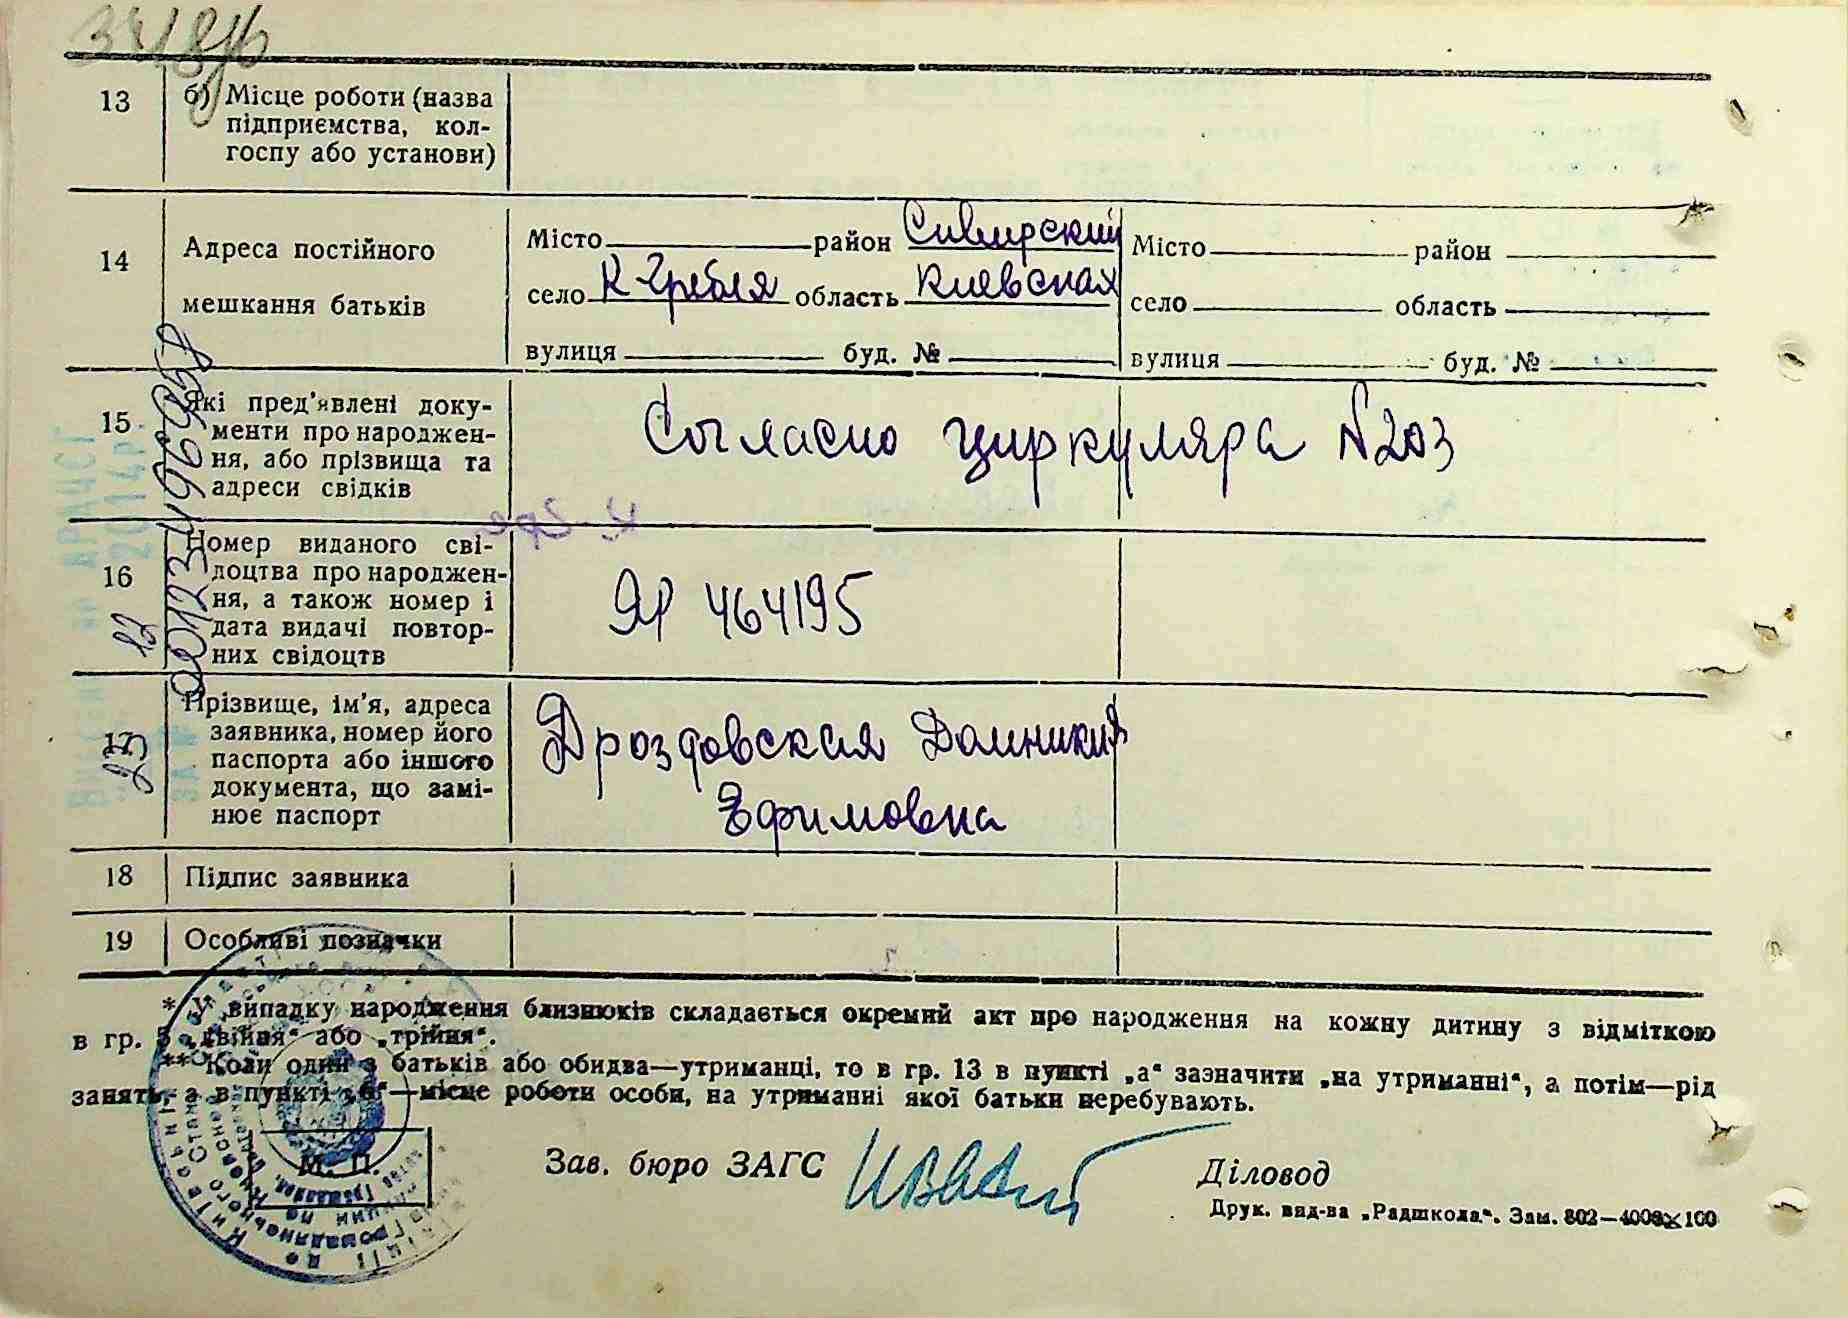 13
б) Місце роботи (назва
підприємства, кол-
госпу або установи)
14
Адреса постійного
мешкання батьків
Місто район Сивирский
село К Гребля область Киевская
вулиця буд. №
Місто район
село область
вулиця буд. №
15
Які пред'явлені доку-
менти про народжен-
ня, або прізвища та
адреси свідків
Согласно циркуляра №203
16
Номер виданого сві-
доцтва про народжен-
ня, а також номер і
дата видачі повтор-
них свідоцтв
ЯР 464195
17
Прізвище, ім'я, адреса
заявника, номер його
паспорта або іншого
документа, що замі-
нює паспорт
Дроздовская Домникия
Ефимовна
18
Підпис заявника
19
Особливі позначки
* У випадку народження близнюків складається окремий акт про народження на кожну дитину з відміткою
в гр. 5 „двійня“ або „трійня“.
** Коли один з батьків або обидва—утриманці, то в гр. 13 в пункті „а“ зазначити „на утриманні“, а потім—рід
занять, а в пункті „б“—місце роботи особи, на утриманні якої батьки перебувають.
М. П.
Зав. бюро ЗАГС
Діловод
Друк. вид-ва „Радшкола“. Зам. 802—4000×100